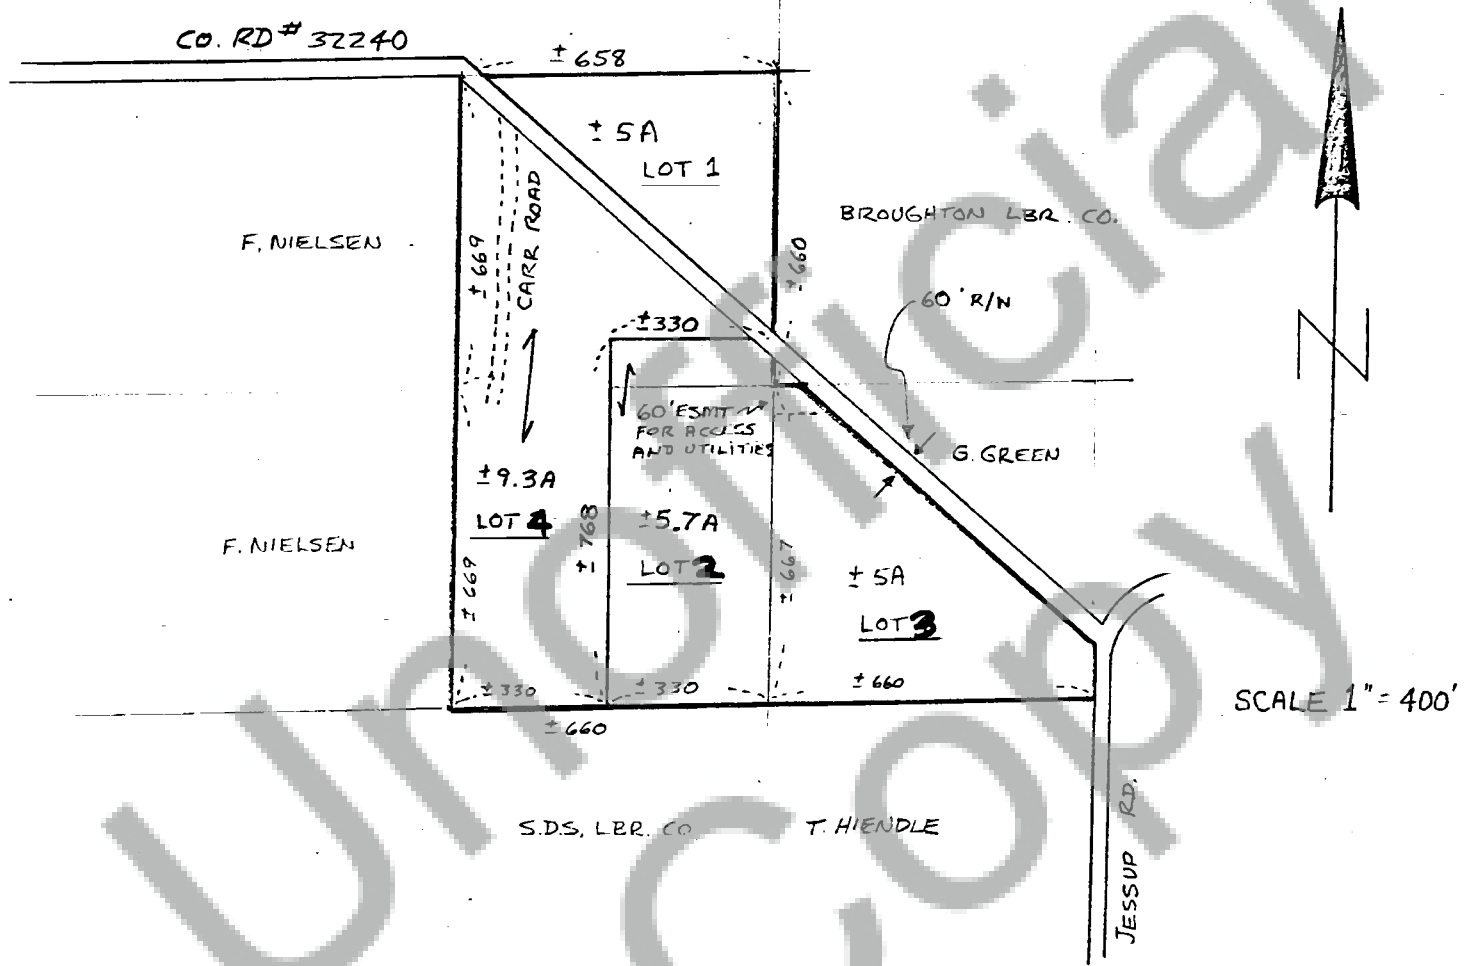 CO. RD # 32240
± 658
± 5A
LOT 1
BROUGHTON LBR. CO.
F. NIELSEN
± 669
CARR ROAD
± 660
60' R/W
±330
60' ESMT
FOR ACCESS
AND UTILITIES
G. GREEN
±9.3A
LOT 4
± 768
±5.7A
LOT 2
± 667
± 5A
LOT 3
F. NIELSEN
± 669
± 330
± 330
± 660
± 660
SCALE 1" = 400'
S.D.S. LBR. CO
T. HIENDLE
JESSUP RD.
N
Unofficial
Copy